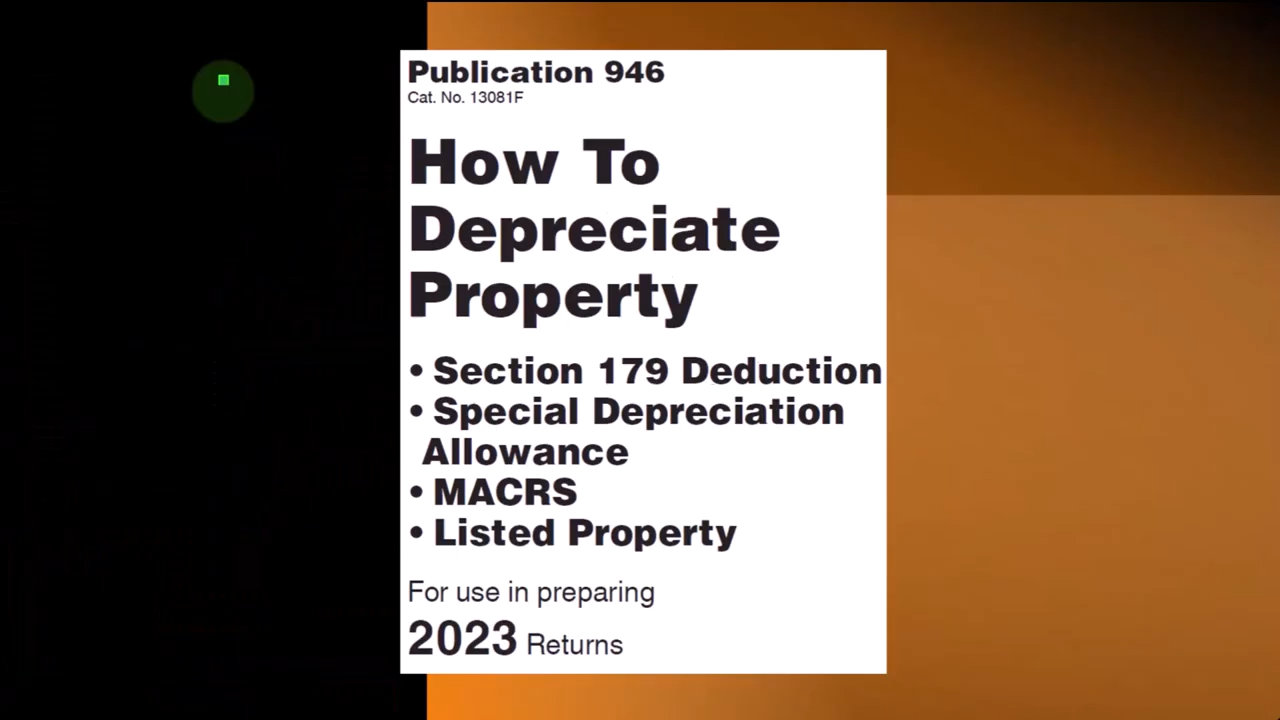 Publication 946
Cat. No. 13081F
How To
Depreciate
Property
• Section 179 Deduction
• Special Depreciation
Allowance
• MACRS
• Listed Property
For use in preparing
2023 Returns